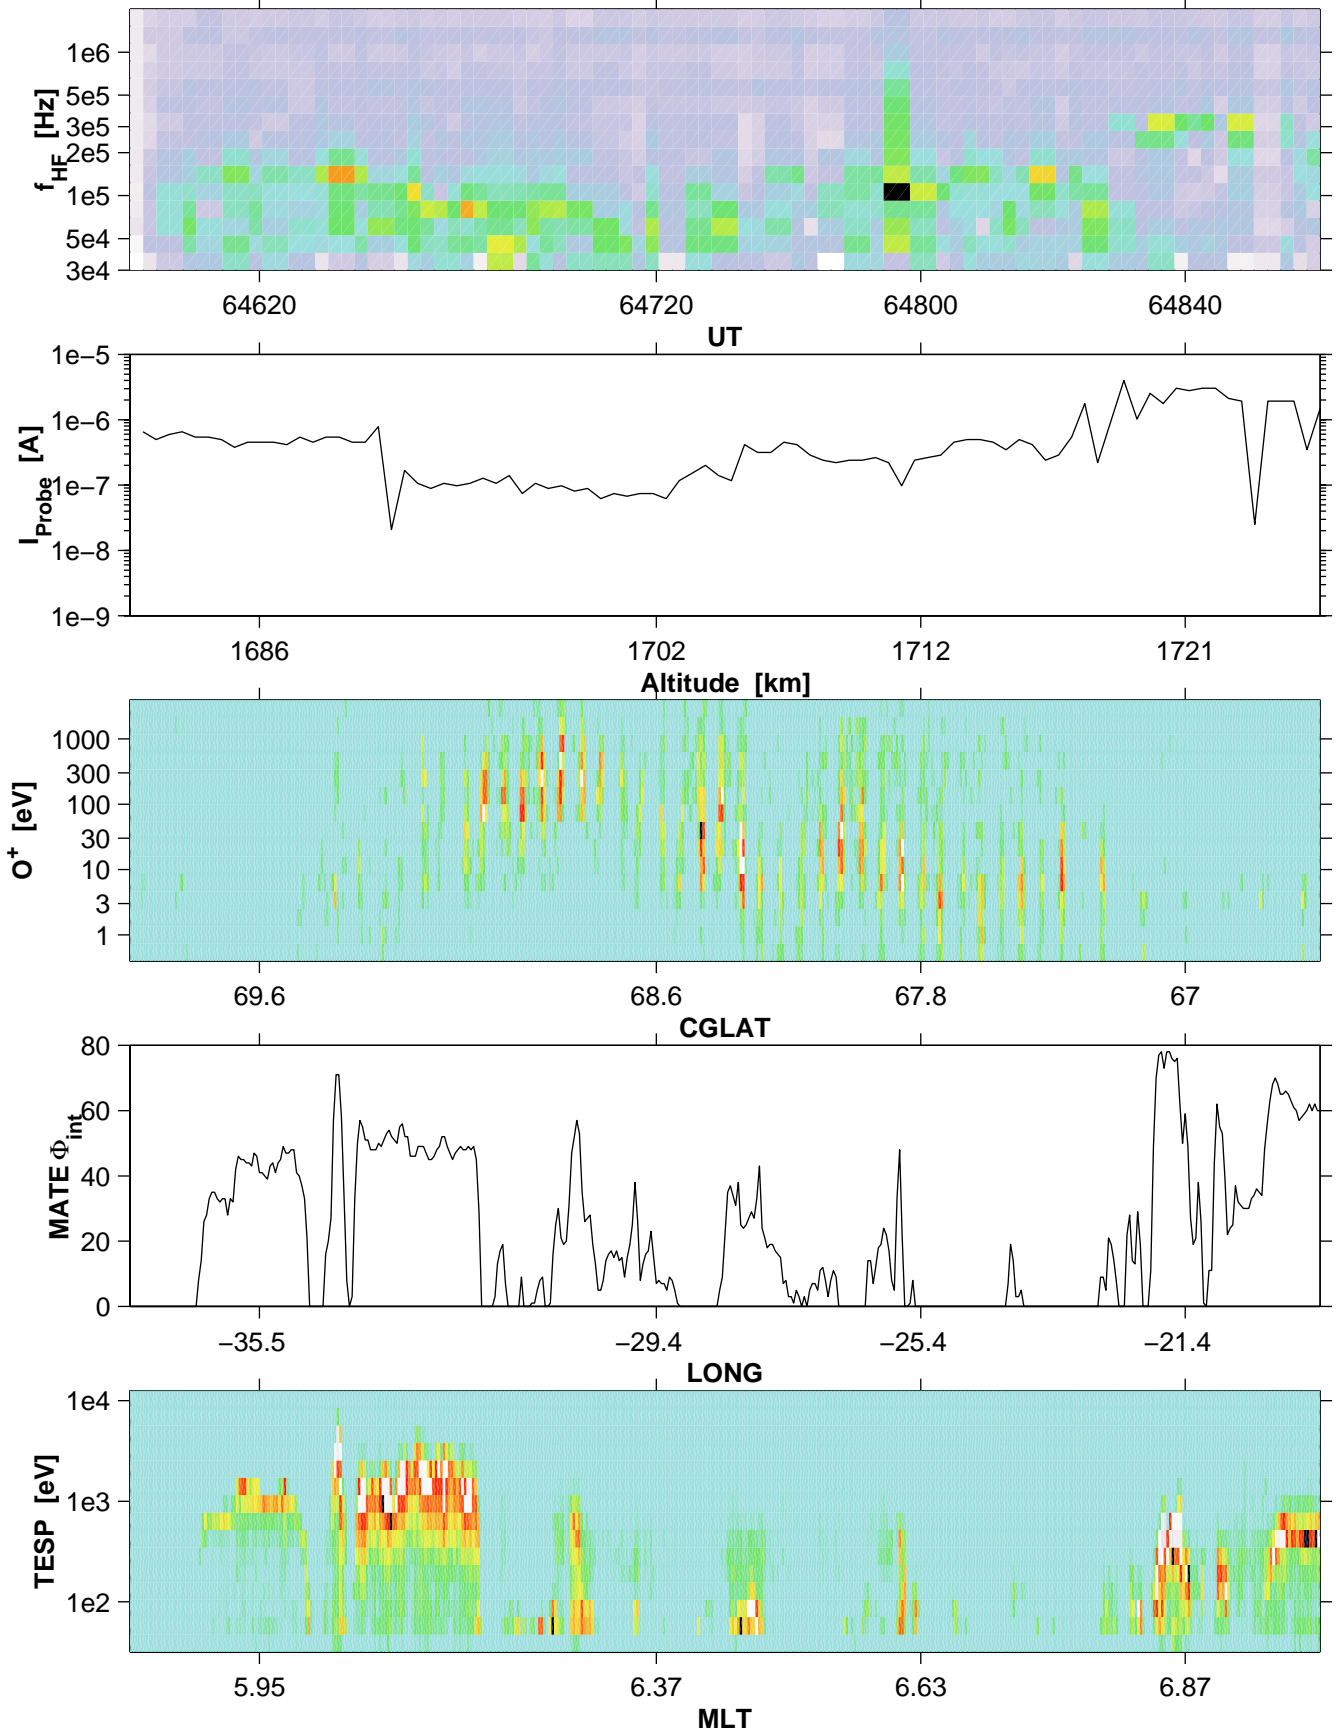 1e6
5e5
3e5
2e5
1e5
5e4
3e4
f_HF [Hz]
64620 64720 64800 64840
UT
1e−5
1e−6
1e−7
1e−8
1e−9
I_Probe [A]
1686 1702 1712 1721
Altitude [km]
1000
300
100
30
10
3
1
O⁺ [eV]
69.6 68.6 67.8 67
CGLAT
80
60
40
20
0
MATE Φ_int
−35.5 −29.4 −25.4 −21.4
LONG
1e4
1e3
1e2
TESP [eV]
5.95 6.37 6.63 6.87
MLT